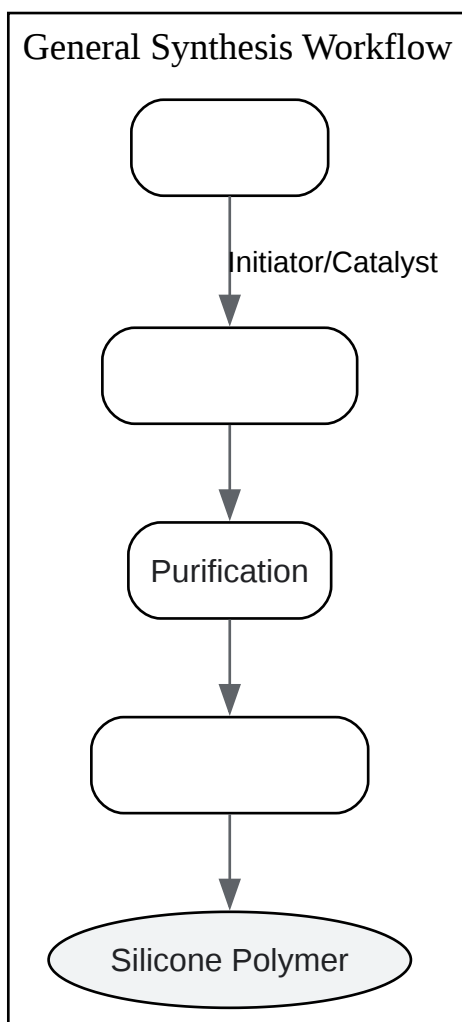 General Synthesis Workflow
Initiator/Catalyst
Purification
Silicone Polymer